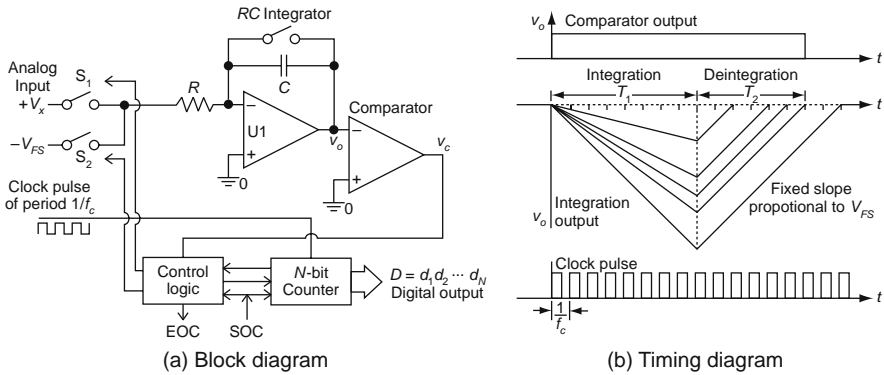 RC Integrator
Analog
Input
S1
+Vx
R
C
Comparator
−
U1
+
−
+
vo
vc
−VFS
S2
0
0
Clock pulse
of period 1/fc
Control
logic
N-bit
Counter
D = d1d2 ··· dN
Digital output
EOC
SOC
(a) Block diagram
vo
Comparator output
t
Integration
T1
Deintegration
T2
t
vo
Integration
output
Fixed slope
propotional to VFS
Clock pulse
t
1
fc
(b) Timing diagram